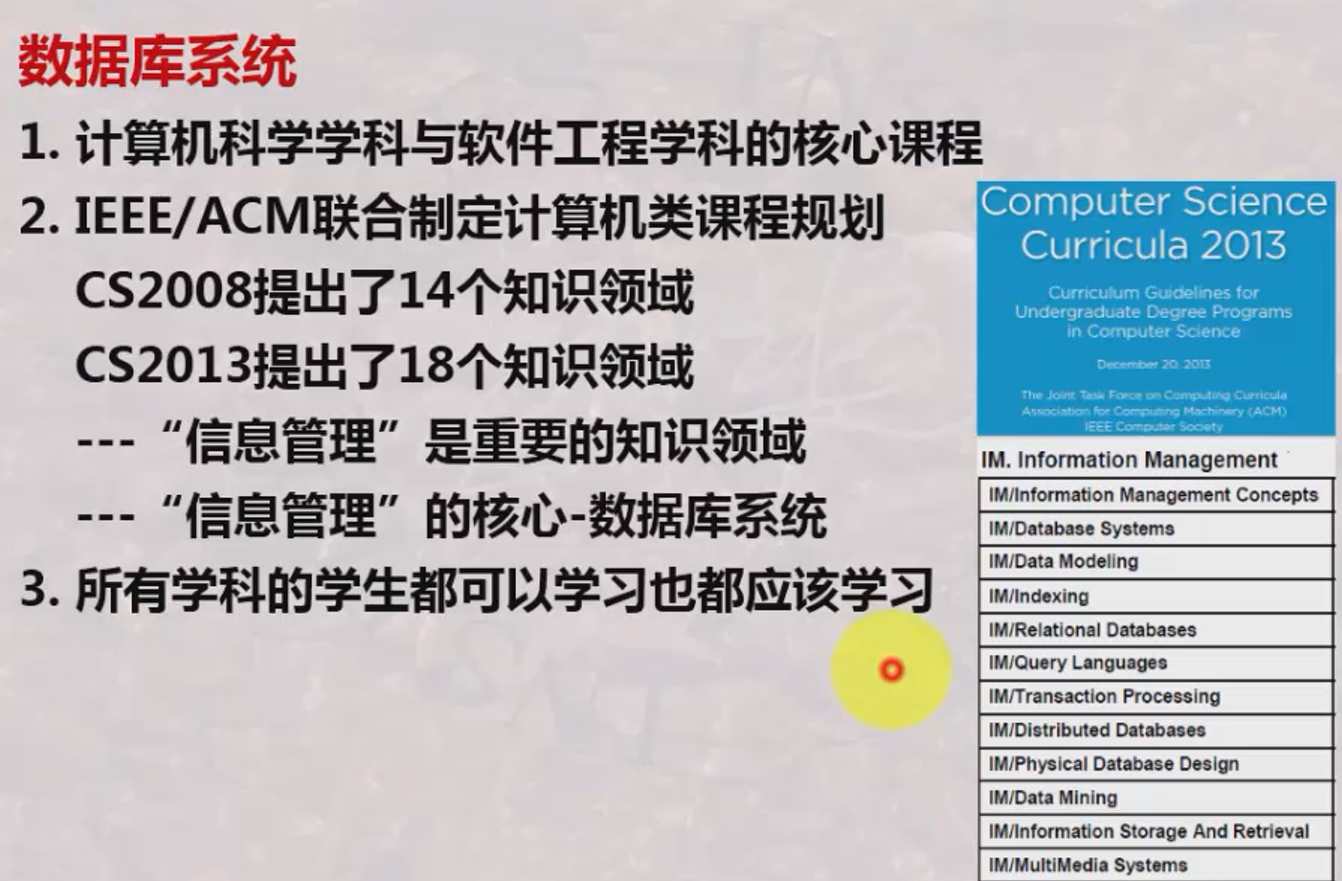 数据库系统
1. 计算机科学学科与软件工程学科的核心课程
2. IEEE/ACM联合制定计算机类课程规划
CS2008提出了14个知识领域
CS2013提出了18个知识领域
---“信息管理”是重要的知识领域
---“信息管理”的核心-数据库系统
3. 所有学科的学生都可以学习也都应该学习
Computer Science
Curricula 2013
Curriculum Guidelines for
Undergraduate Degree Programs
in Computer Science
December 20, 2013
The Joint Task Force on Computing Curricula
Association for Computing Machinery (ACM)
IEEE Computer Society
IM. Information Management
IM/Information Management Concepts
IM/Database Systems
IM/Data Modeling
IM/Indexing
IM/Relational Databases
IM/Query Languages
IM/Transaction Processing
IM/Distributed Databases
IM/Physical Database Design
IM/Data Mining
IM/Information Storage And Retrieval
IM/MultiMedia Systems